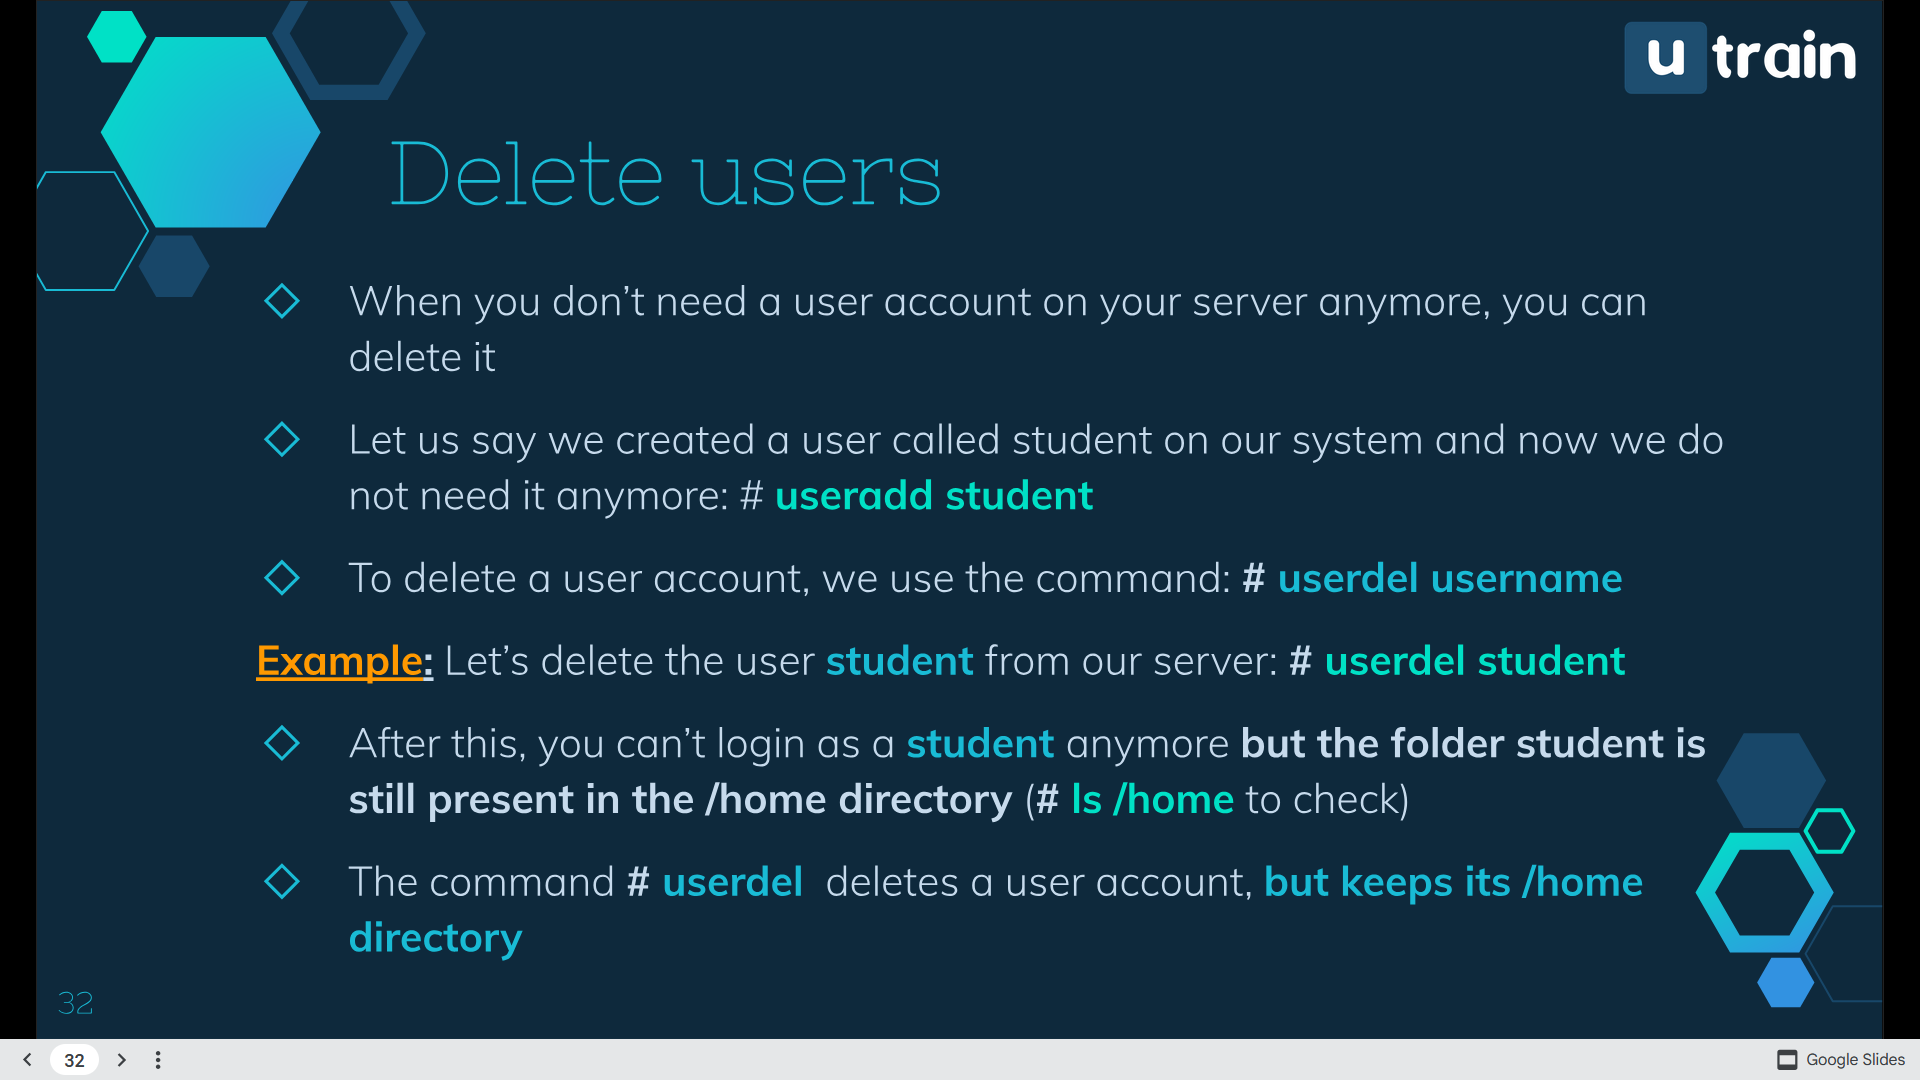 u train
Delete users
When you don’t need a user account on your server anymore, you can
delete it
Let us say we created a user called student on our system and now we do
not need it anymore: # useradd student
To delete a user account, we use the command: # userdel username
Example: Let’s delete the user student from our server: # userdel student
After this, you can’t login as a student anymore but the folder student is
still present in the /home directory (# ls /home to check)
The command # userdel  deletes a user account, but keeps its /home
directory
32
32
Google Slides